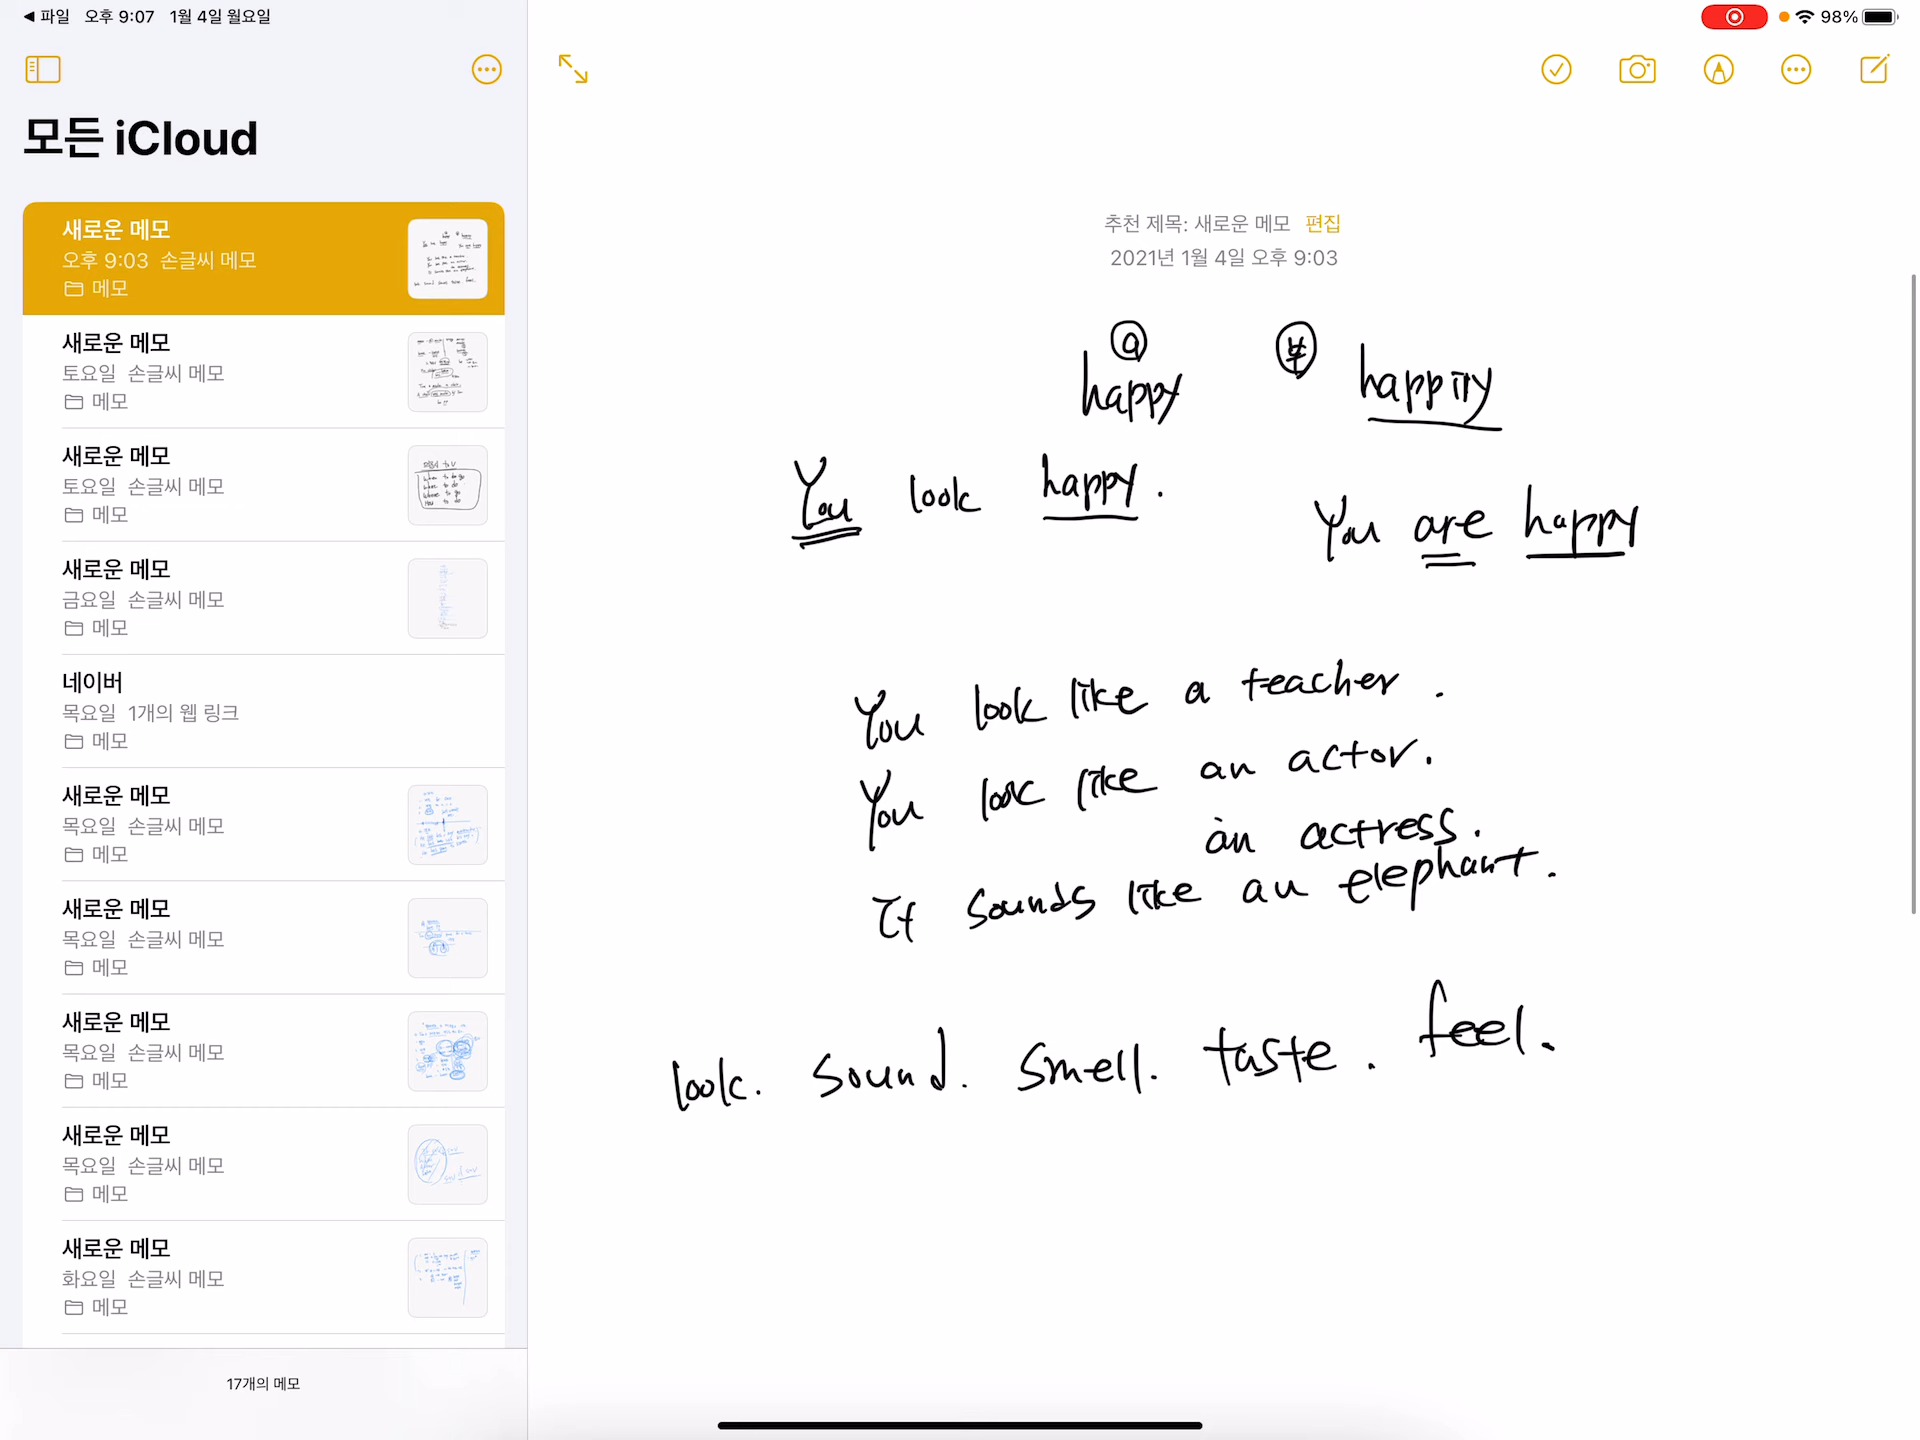 ◀ 파일 오후 9:07 1월 4일 월요일
98%
모든 iCloud
새로운 메모
오후 9:03 손글씨 메모
메모
새로운 메모
토요일 손글씨 메모
메모
새로운 메모
토요일 손글씨 메모
메모
새로운 메모
금요일 손글씨 메모
메모
네이버
목요일 1개의 웹 링크
메모
새로운 메모
목요일 손글씨 메모
메모
새로운 메모
목요일 손글씨 메모
메모
새로운 메모
목요일 손글씨 메모
메모
새로운 메모
목요일 손글씨 메모
메모
새로운 메모
화요일 손글씨 메모
메모
17개의 메모
추천 제목: 새로운 메모 편집
2021년 1월 4일 오후 9:03
ⓐ
happy happily
You look happy.
You are happy
You look like a teacher.
You look like an actor.
an actress.
It sounds like an elephant.
look. sound. smell. taste. feel.